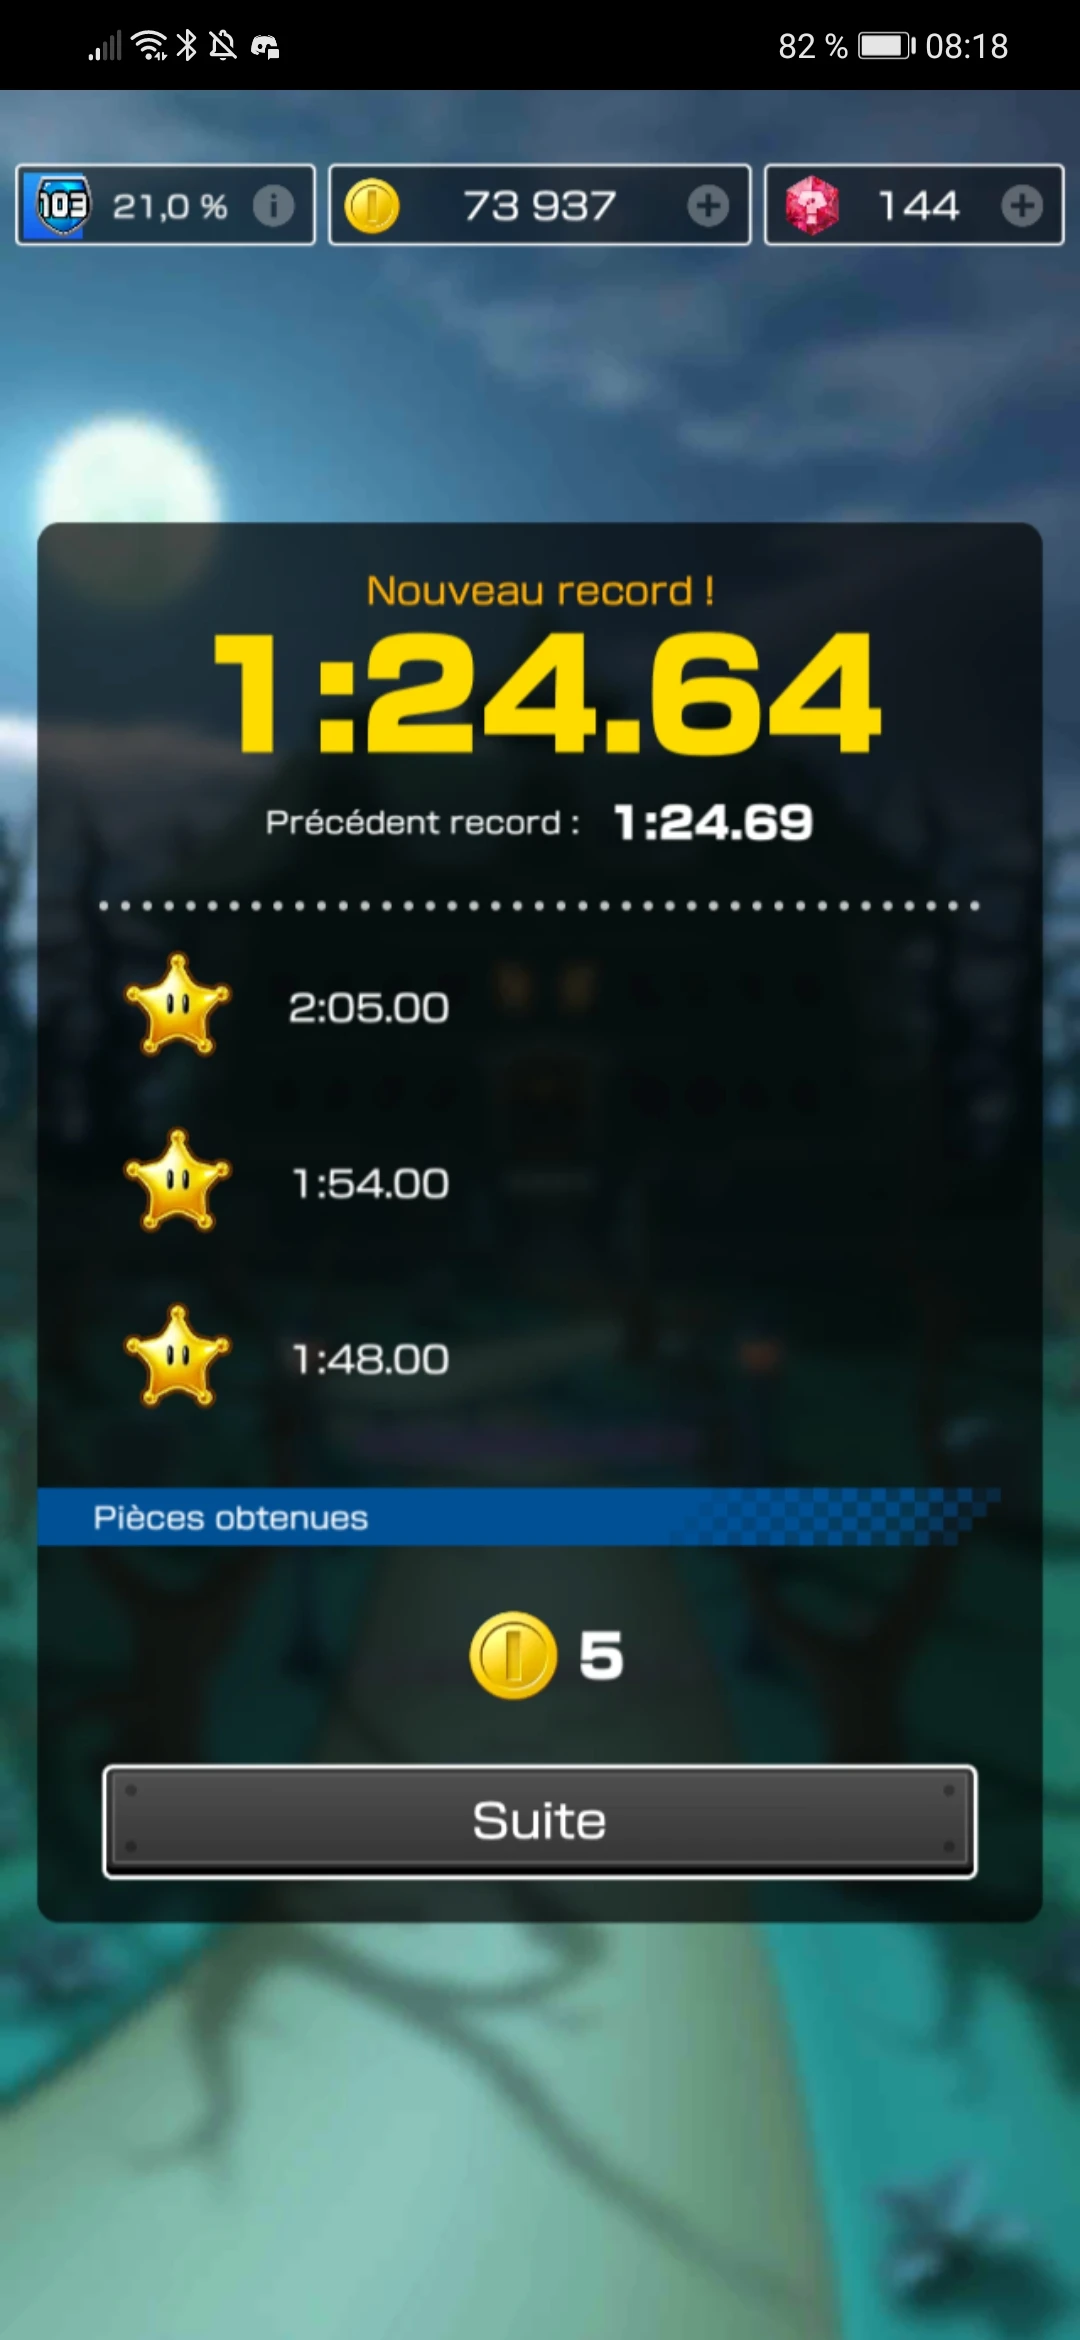 82 % 08:18
103 21,0 % 73 937 144
Nouveau record !
1:24.64
Précédent record : 1:24.69
2:05.00
1:54.00
1:48.00
Pièces obtenues
5
Suite